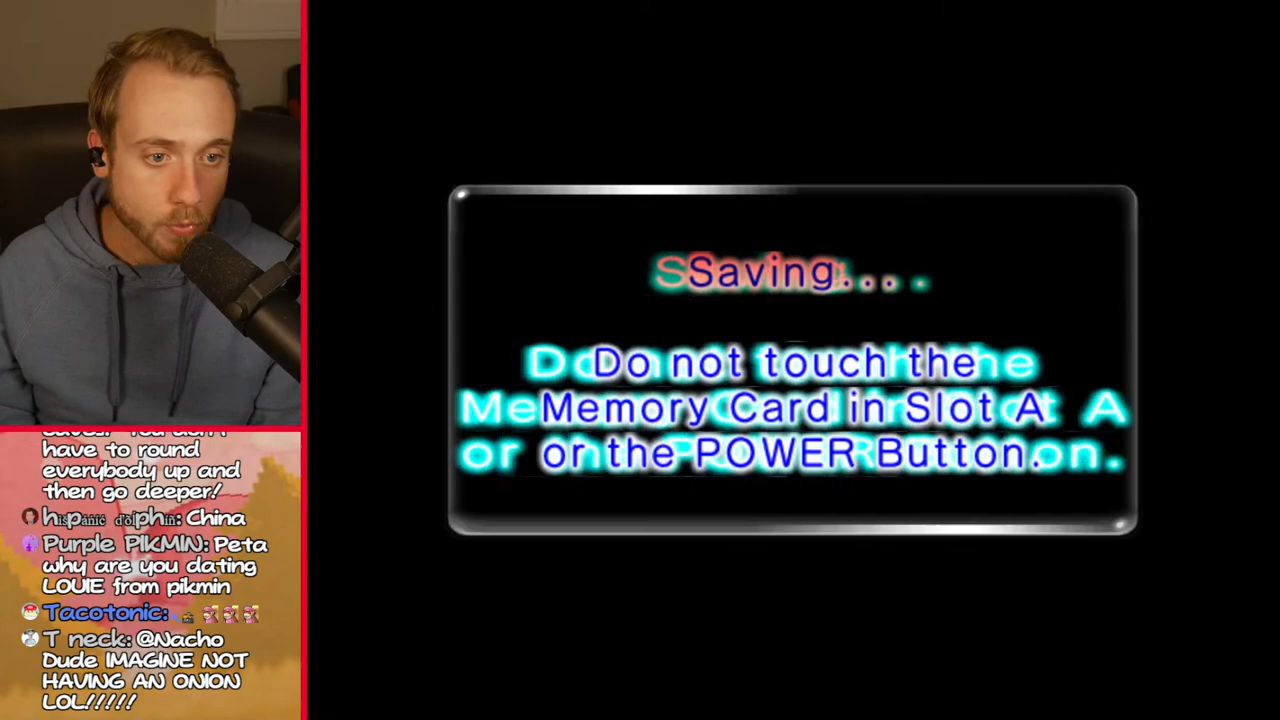 Saving...
Do not touch the
Memory Card in Slot A
or the POWER Button.
have to round
everybody up and
then go deeper!
China
Purple PIKMIN: Peta
why are you dating
LOUIE from pikmin
Tacotonic:
T neck: @Nacho
Dude IMAGINE NOT
HAVING AN ONION
LOL!!!!!